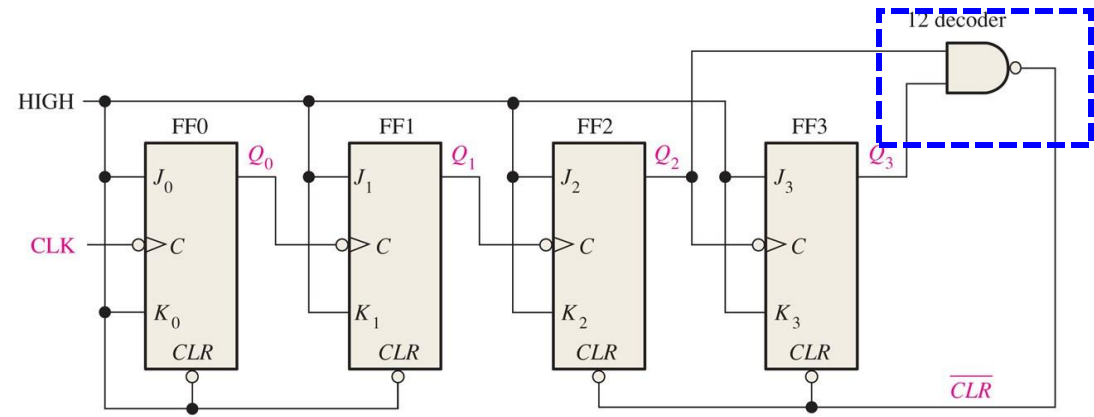 12 decoder
HIGH
FF0 FF1 FF2 FF3
Q0 Q1 Q2 Q3
J0 J1 J2 J3
CLK C C C C
K0 K1 K2 K3
CLR CLR CLR CLR
C̅L̅R̅